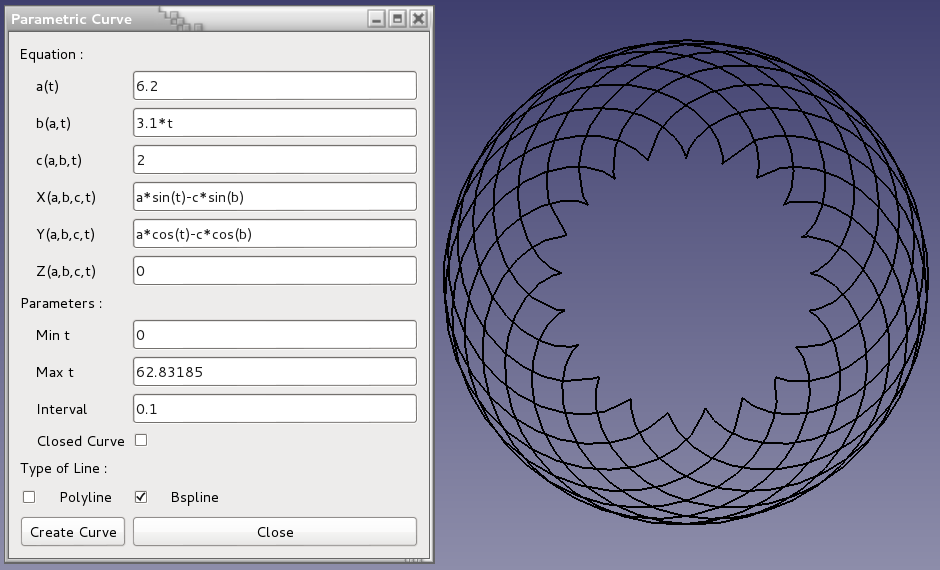 Parametric Curve
Equation :
a(t) 6.2
b(a,t) 3.1*t
c(a,b,t) 2
X(a,b,c,t) a*sin(t)-c*sin(b)
Y(a,b,c,t) a*cos(t)-c*cos(b)
Z(a,b,c,t) 0
Parameters :
Min t 0
Max t 62.83185
Interval 0.1
Closed Curve
Type of Line :
Polyline Bspline
Create Curve Close